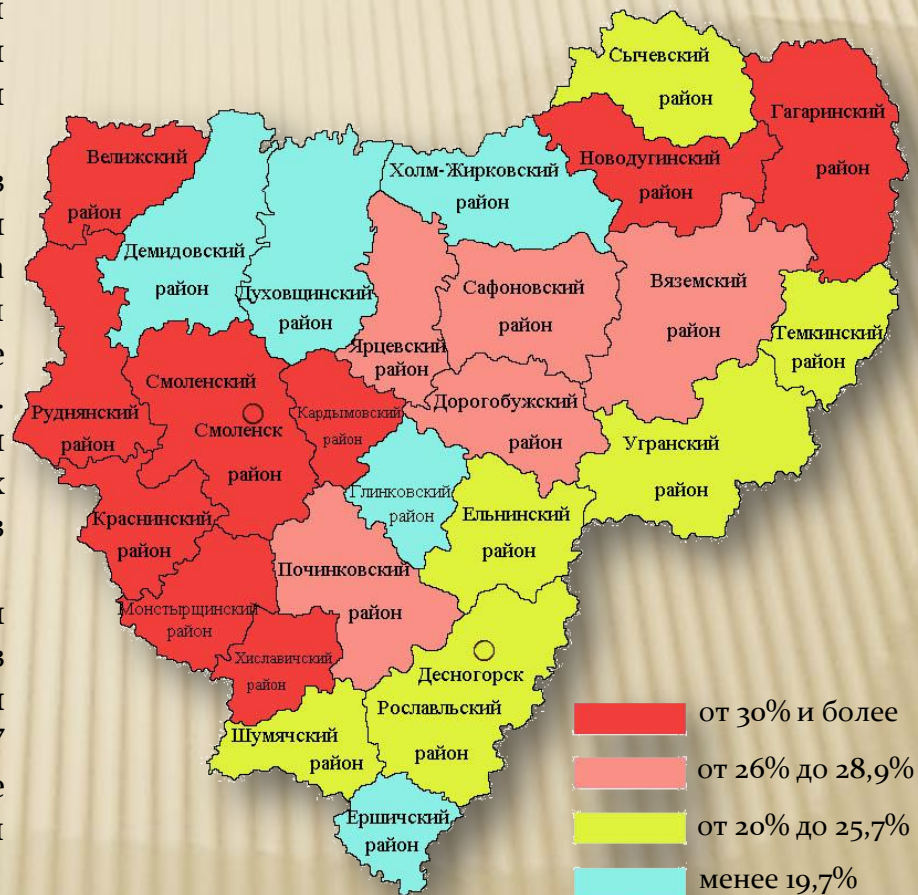 Сычевский
район
Гагаринский
район
Новодугинский
район
Велижский
район
Холм-Жирковский
район
Демидовский
район
Духовщинский
район
Сафоновский
район
Вяземский
район
Темкинский
район
Ярцевский
район
Смоленский
Смоленск
район
Кардымовский
район
Дорогобужский
район
Руднянский
район
Угранский
район
Глинковский
район
Ельнинский
район
Краснинский
район
Починковский
район
Монстырщинский
район
Хиславичский
район
Десногорск
Рославльский
район
Шумячский
район
Ершичский
район
от 30% и более
от 26% до 28,9%
от 20% до 25,7%
менее 19,7%